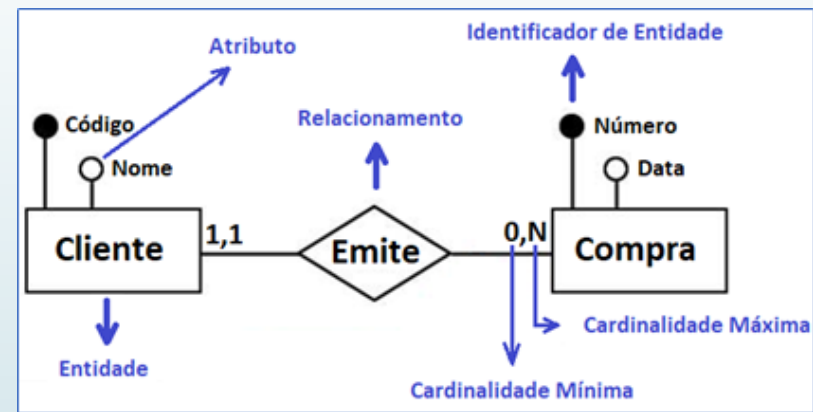 Identificador de Entidade
Atributo
Código
Relacionamento
Número
Nome
Data
Cliente
1,1
Emite
0,N
Compra
Cardinalidade Máxima
Entidade
Cardinalidade Mínima